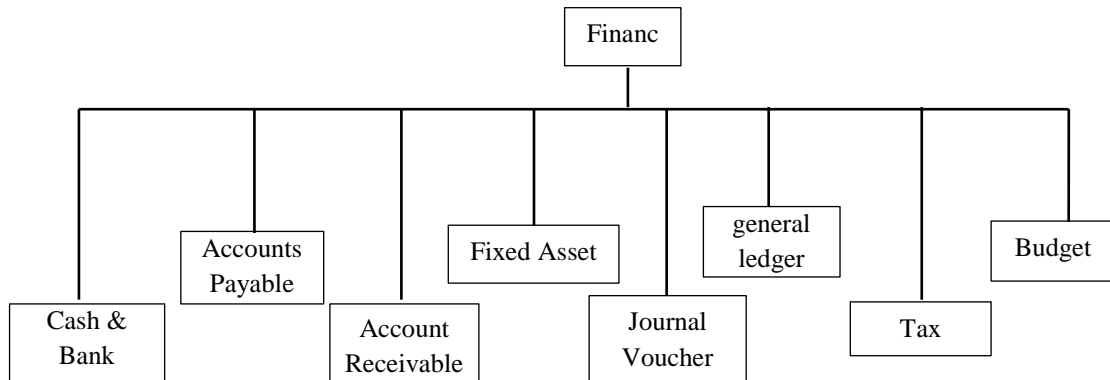 Financ
Cash &
Bank
Accounts
Payable
Account
Receivable
Fixed Asset
Journal
Voucher
general
ledger
Tax
Budget